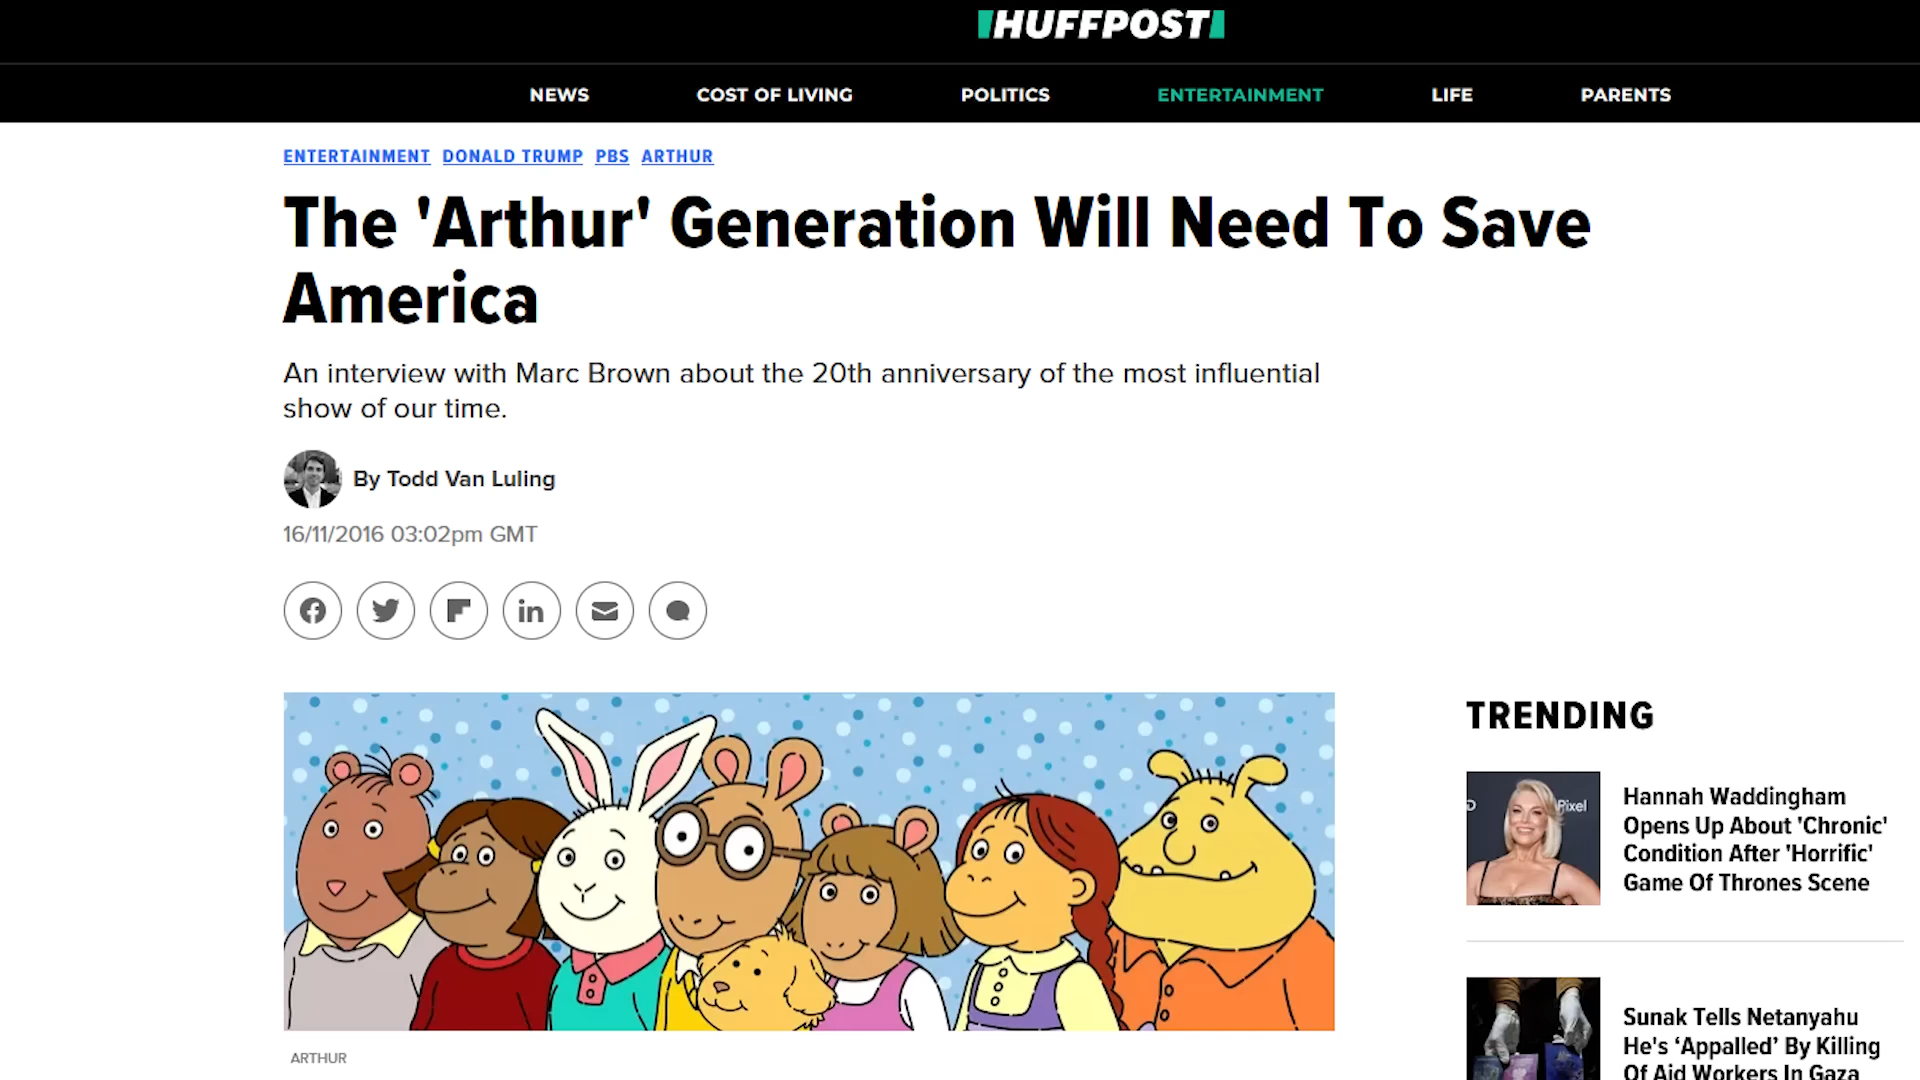 HUFFPOST
NEWS COST OF LIVING POLITICS ENTERTAINMENT LIFE PARENTS
ENTERTAINMENT DONALD TRUMP PBS ARTHUR
The 'Arthur' Generation Will Need To Save
America
An interview with Marc Brown about the 20th anniversary of the most influential
show of our time.
By Todd Van Luling
16/11/2016 03:02pm GMT
ARTHUR
TRENDING
D Pixel
Hannah Waddingham
Opens Up About 'Chronic'
Condition After 'Horrific'
Game Of Thrones Scene
Sunak Tells Netanyahu
He's ‘Appalled’ By Killing
Of Aid Workers In Gaza